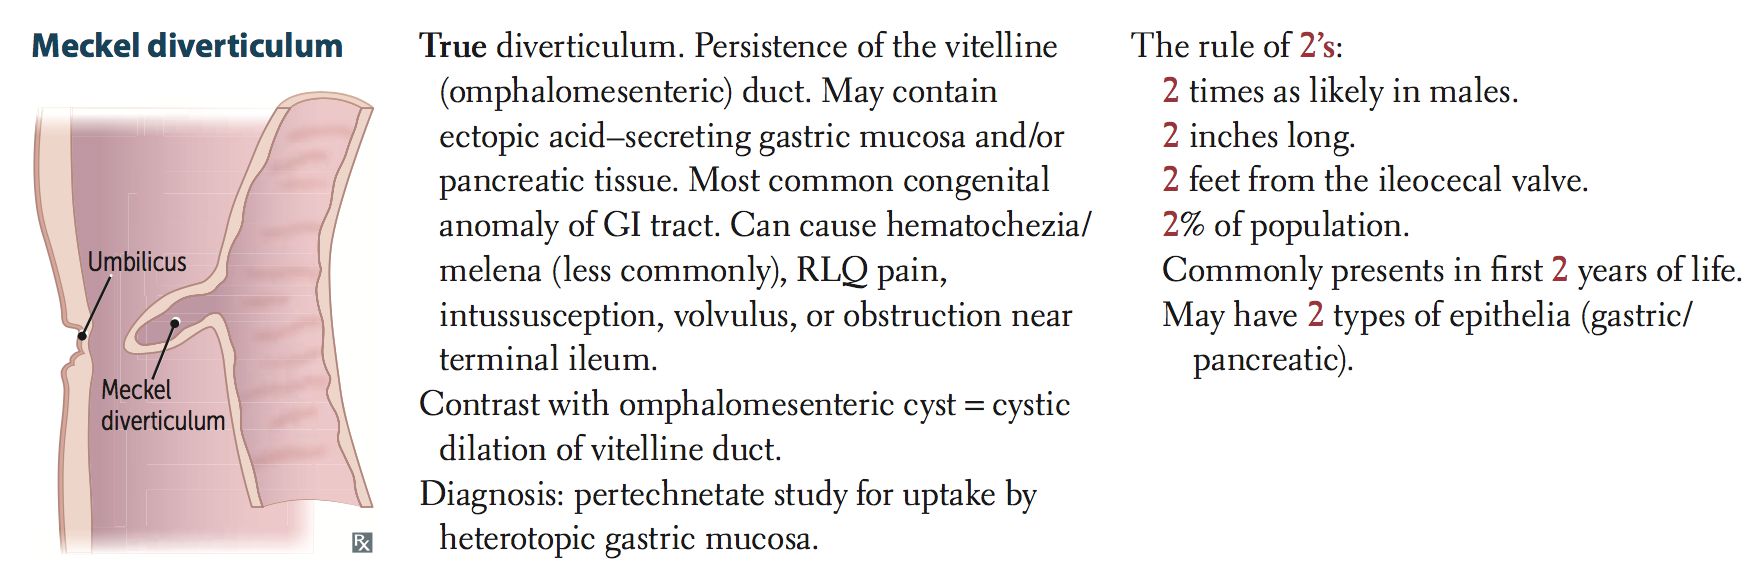 Meckel diverticulum
Umbilicus
Meckel
diverticulum
Rx
True diverticulum. Persistence of the vitelline
(omphalomesenteric) duct. May contain
ectopic acid–secreting gastric mucosa and/or
pancreatic tissue. Most common congenital
anomaly of GI tract. Can cause hematochezia/
melena (less commonly), RLQ pain,
intussusception, volvulus, or obstruction near
terminal ileum.
Contrast with omphalomesenteric cyst = cystic
dilation of vitelline duct.
Diagnosis: pertechnetate study for uptake by
heterotopic gastric mucosa.
The rule of 2’s:
2 times as likely in males.
2 inches long.
2 feet from the ileocecal valve.
2% of population.
Commonly presents in first 2 years of life.
May have 2 types of epithelia (gastric/
pancreatic).